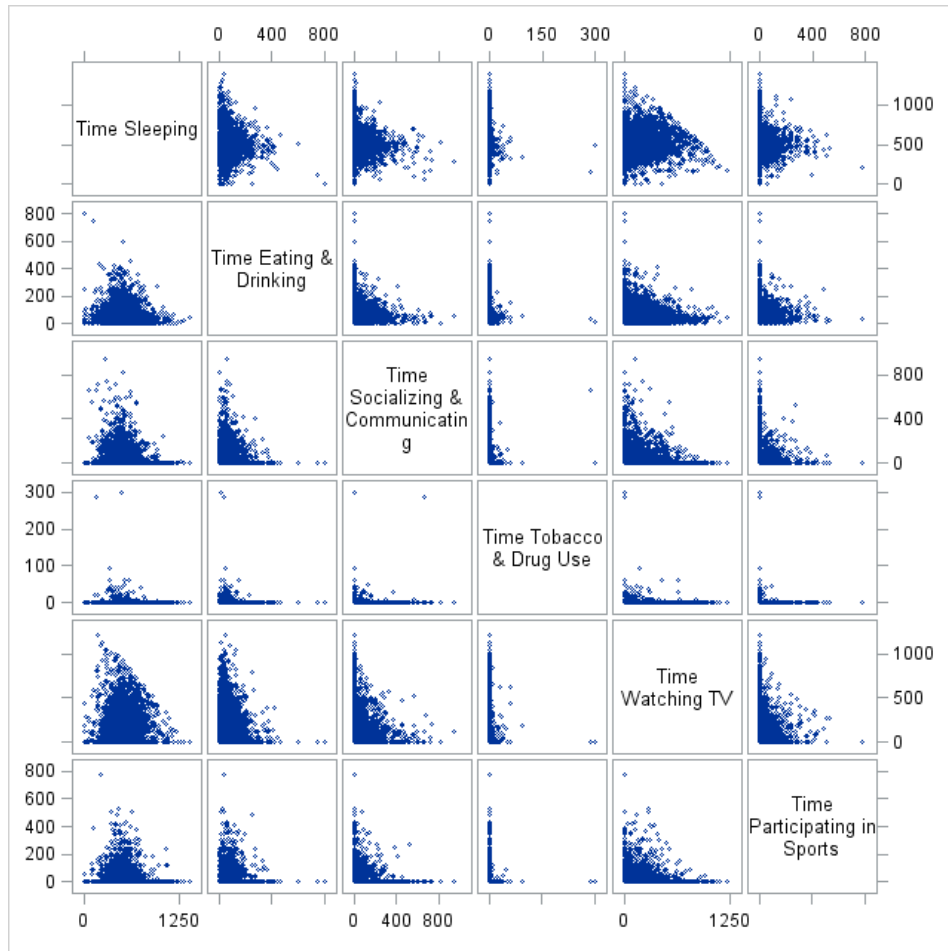 0 400 800 0 150 300 0 400 800
Time Sleeping
1000
500
0
800
600
400
200
0
Time Eating &
Drinking
Time
Socializing &
Communicatin
g
800
400
0
300
200
100
0
Time Tobacco
& Drug Use
Time
Watching TV
1000
500
0
800
600
400
200
0
Time
Participating in
Sports
0 1250 0 400 800 0 1250